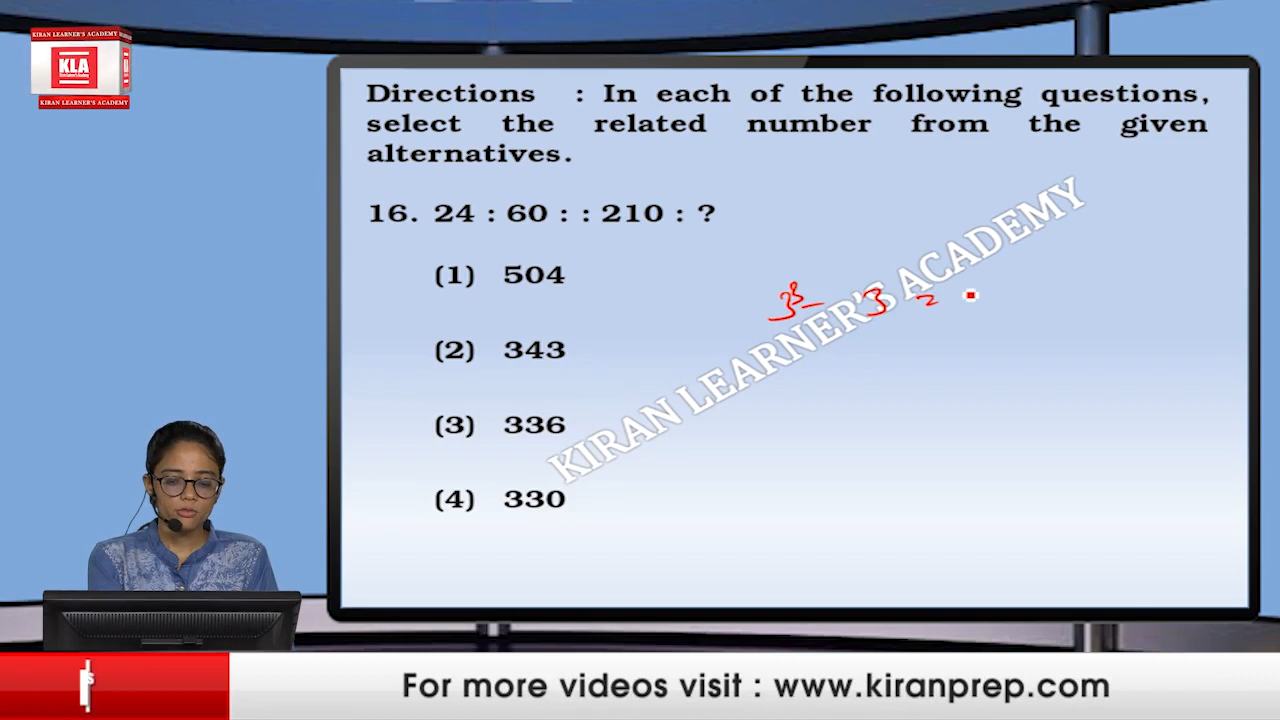 KIRAN LEARNER'S ACADEMY
KLA
KIRAN LEARNER'S ACADEMY
Directions : In each of the following questions,
select the related number from the given
alternatives.
16. 24 : 60 : : 210 : ?
(1) 504
(2) 343
(3) 336
(4) 330
KIRAN LEARNER'S ACADEMY
3³ - 3 =
For more videos visit : www.kiranprep.com